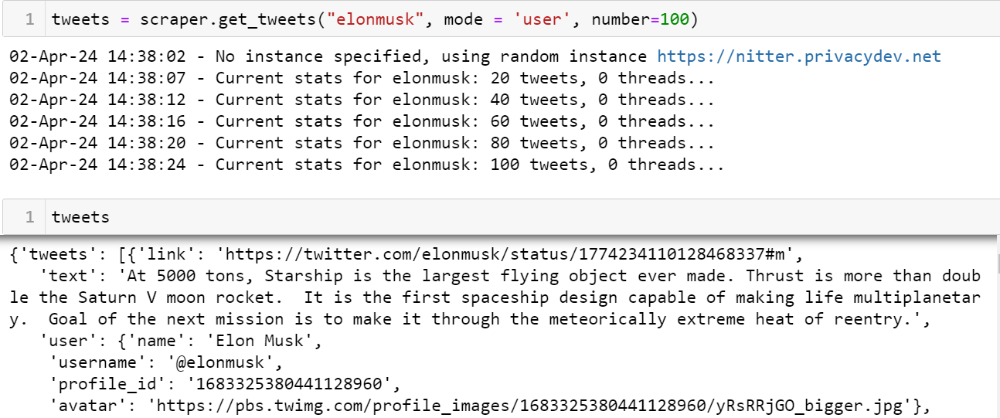 1 tweets = scraper.get_tweets("elonmusk", mode = 'user', number=100)
02-Apr-24 14:38:02 - No instance specified, using random instance https://nitter.privacydev.net
02-Apr-24 14:38:07 - Current stats for elonmusk: 20 tweets, 0 threads...
02-Apr-24 14:38:12 - Current stats for elonmusk: 40 tweets, 0 threads...
02-Apr-24 14:38:16 - Current stats for elonmusk: 60 tweets, 0 threads...
02-Apr-24 14:38:20 - Current stats for elonmusk: 80 tweets, 0 threads...
02-Apr-24 14:38:24 - Current stats for elonmusk: 100 tweets, 0 threads...
1 tweets
{'tweets': [{'link': 'https://twitter.com/elonmusk/status/1774234110128468337#m',
'text': 'At 5000 tons, Starship is the largest flying object ever made. Thrust is more than doub
le the Saturn V moon rocket.  It is the first spaceship design capable of making life multiplanetar
y.  Goal of the next mission is to make it through the meteorically extreme heat of reentry.',
'user': {'name': 'Elon Musk',
'username': '@elonmusk',
'profile_id': '1683325380441128960',
'avatar': 'https://pbs.twimg.com/profile_images/1683325380441128960/yRsRRjGO_bigger.jpg'},